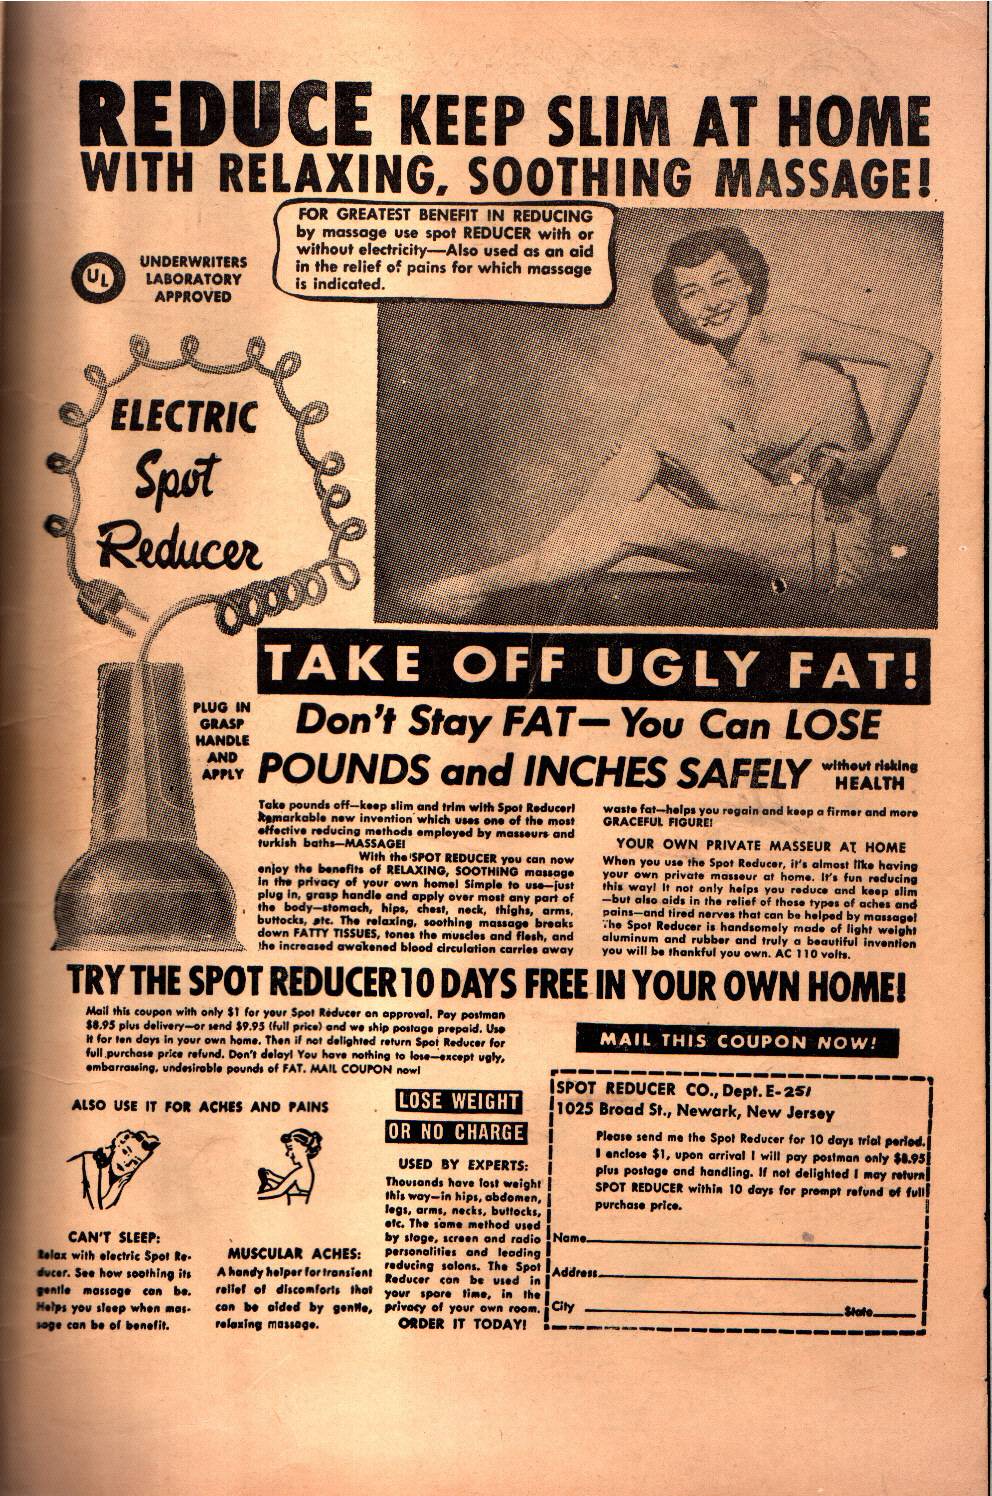 REDUCE KEEP SLIM AT HOME
WITH RELAXING, SOOTHING MASSAGE!
FOR GREATEST BENEFIT IN REDUCING
by massage use spot REDUCER with or
without electricity—Also used as an aid
in the relief of pains for which massage
is indicated.
UL
UNDERWRITERS
LABORATORY
APPROVED
ELECTRIC
Spot
Reducer
TAKE OFF UGLY FAT!
PLUG IN
GRASP
HANDLE
AND
APPLY
Don't Stay FAT—You Can LOSE
POUNDS and INCHES SAFELY without risking
HEALTH
Take pounds off—keep slim and trim with Spot Reducer!
Remarkable new invention which uses one of the most
effective reducing methods employed by masseurs and
turkish baths—MASSAGE!
With the SPOT REDUCER you can now
enjoy the benefits of RELAXING, SOOTHING massage
in the privacy of your own home! Simple to use—just
plug in, grasp handle and apply over most any part of
the body—stomach, hips, chest, neck, thighs, arms,
buttocks, etc. The relaxing, soothing massage breaks
down FATTY TISSUES, tones the muscles and flesh, and
the increased awakened blood circulation carries away
waste fat—helps you regain and keep a firmer and more
GRACEFUL FIGURE!
YOUR OWN PRIVATE MASSEUR AT HOME
When you use the Spot Reducer, it's almost like having
your own private masseur at home. It's fun reducing
this way! It not only helps you reduce and keep slim
—but also aids in the relief of those types of aches and
pains—and tired nerves that can be helped by massage!
The Spot Reducer is handsomely made of light weight
aluminum and rubber and truly a beautiful invention
you will be thankful you own. AC 110 volts.
TRY THE SPOT REDUCER 10 DAYS FREE IN YOUR OWN HOME!
Mail this coupon with only $1 for your Spot Reducer on approval. Pay postman
$8.95 plus delivery—or send $9.95 (full price) and we ship postage prepaid. Use
it for ten days in your own home. Then if not delighted return Spot Reducer for
full purchase price refund. Don't delay! You have nothing to lose—except ugly,
embarrassing, undesirable pounds of FAT. MAIL COUPON now!
ALSO USE IT FOR ACHES AND PAINS
CAN'T SLEEP:
Relax with electric Spot Re-
ducer. See how soothing its
gentle massage can be.
Helps you sleep when mas-
sage can be of benefit.
MUSCULAR ACHES:
A handy helper for transient
relief of discomforts that
can be aided by gentle,
relaxing massage.
LOSE WEIGHT
OR NO CHARGE
USED BY EXPERTS:
Thousands have lost weight
this way—in hips, abdomen,
legs, arms, necks, buttocks,
etc. The same method used
by stage, screen and radio
personalities and leading
reducing salons. The Spot
Reducer can be used in
your spare time, in the
privacy of your own room.
ORDER IT TODAY!
MAIL THIS COUPON NOW!
SPOT REDUCER CO., Dept. E-251
1025 Broad St., Newark, New Jersey
Please send me the Spot Reducer for 10 days trial period.
I enclose $1, upon arrival I will pay postman only $8.95
plus postage and handling. If not delighted I may return
SPOT REDUCER within 10 days for prompt refund of full
purchase price.
Name
Address
City State